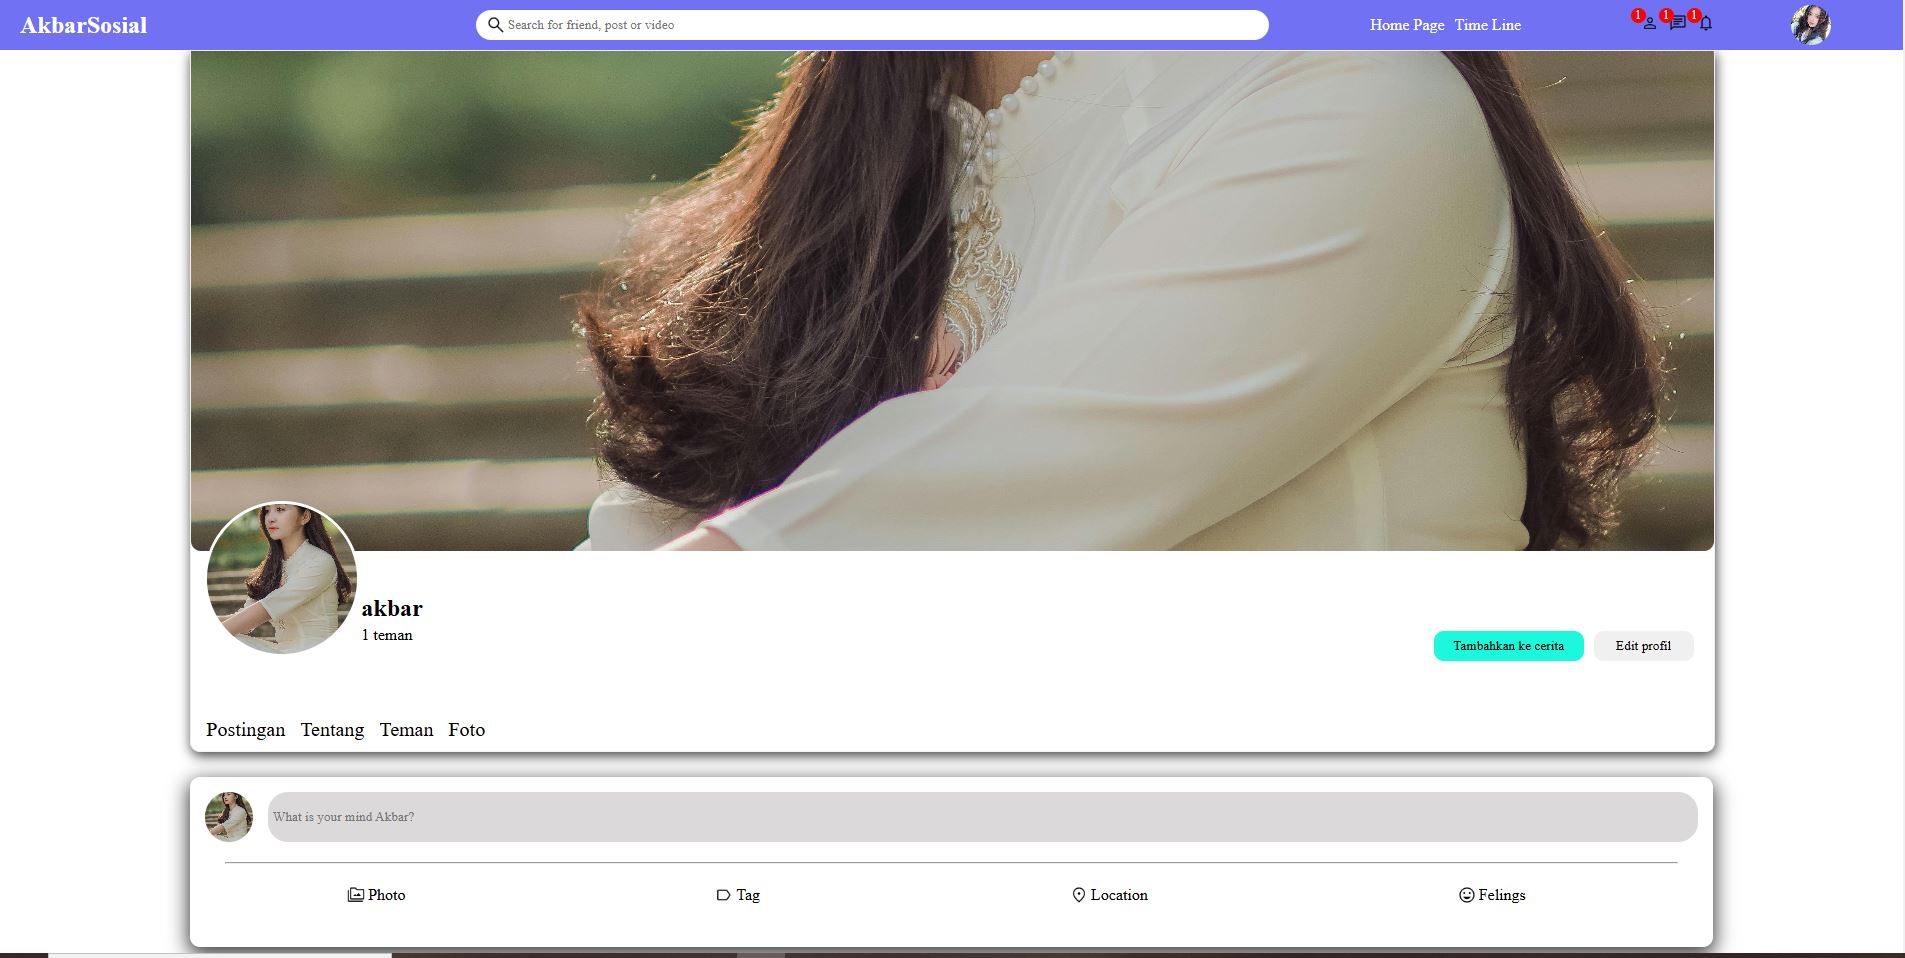 AkbarSosial
Search for friend, post or video
Home Page Time Line
1 1 1
akbar
1 teman
Tambahkan ke cerita
Edit profil
Postingan Tentang Teman Foto
What is your mind Akbar?
Photo Tag Location Felings